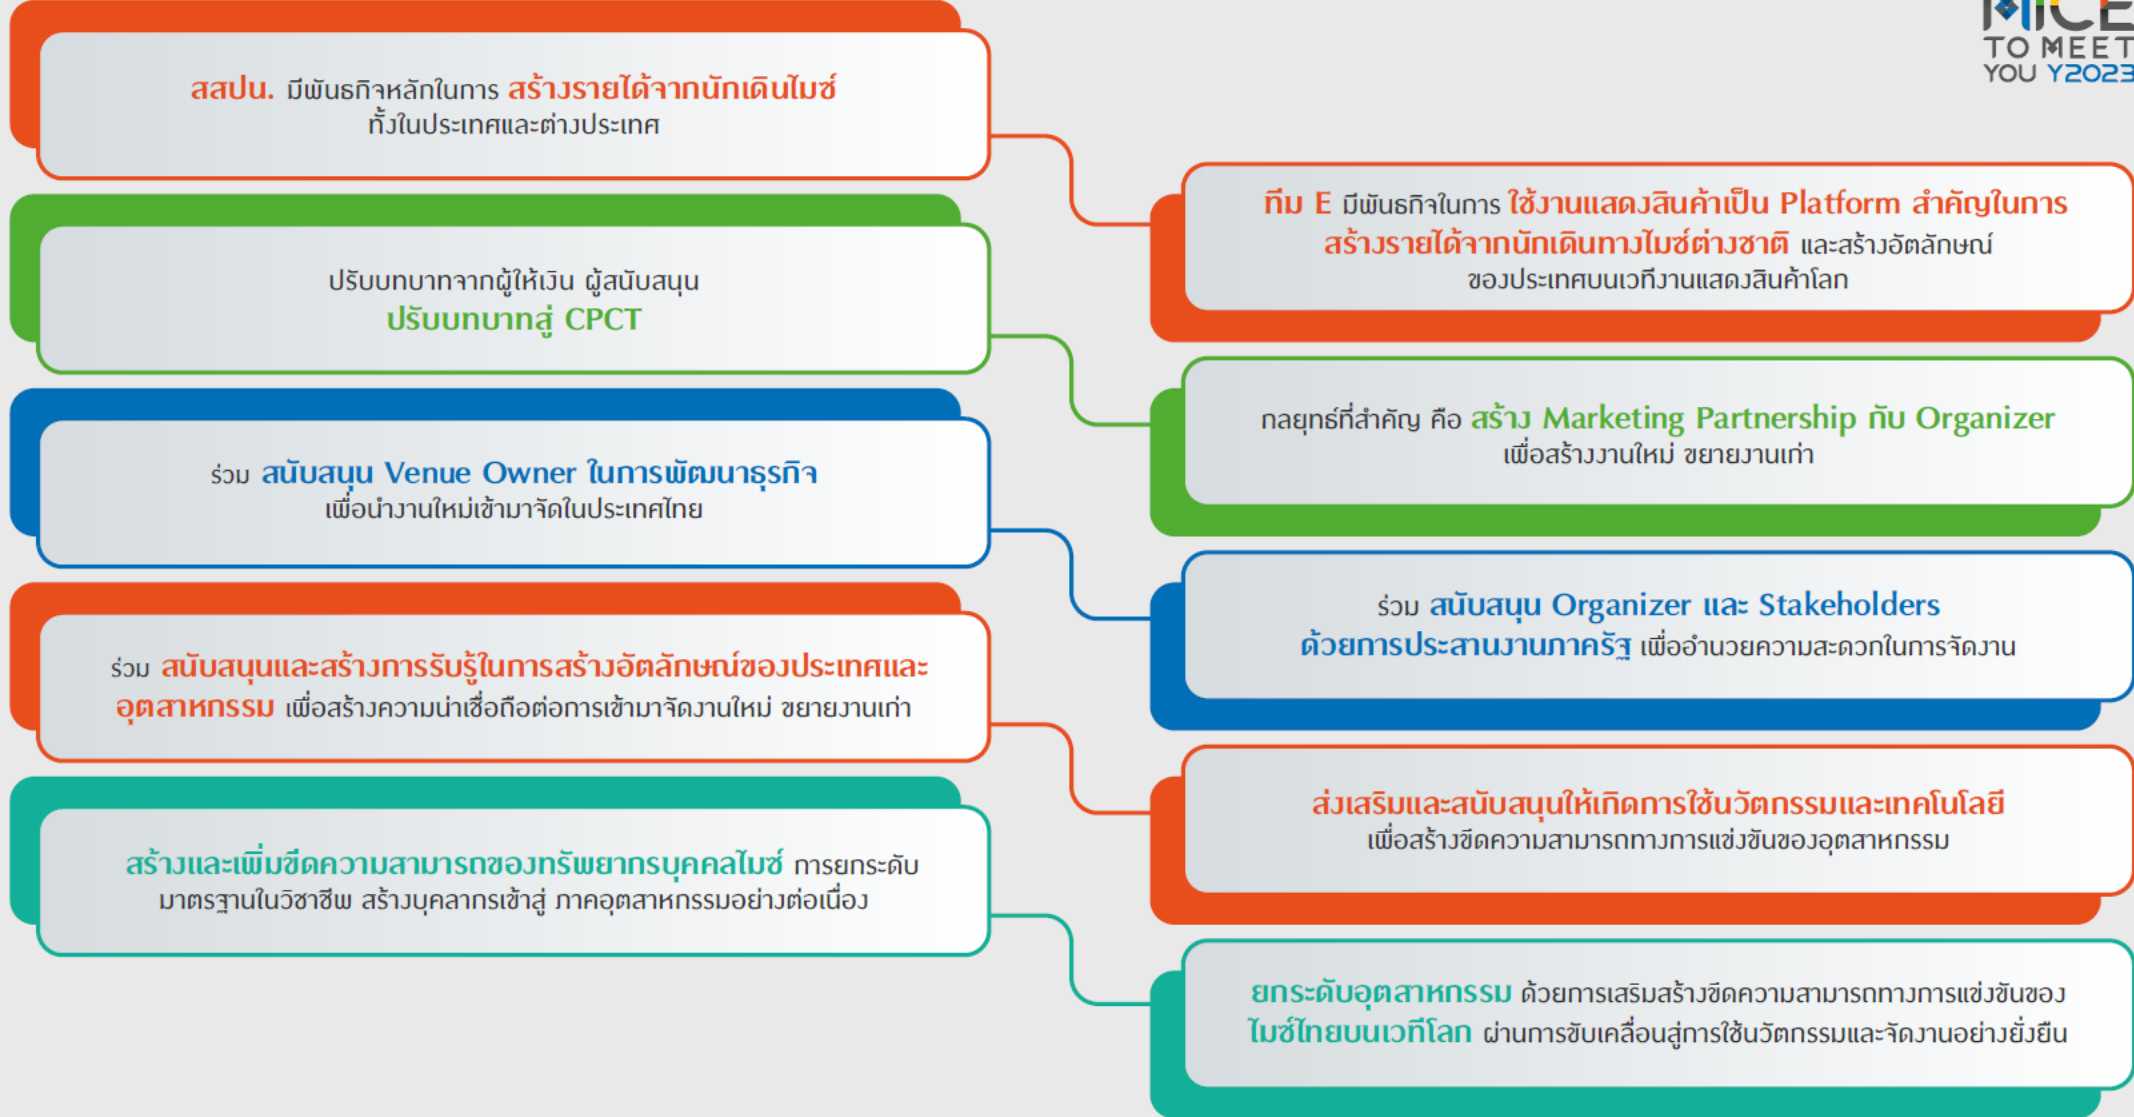 MICE
TO MEET
YOU Y2023
สสปน. มีพันธกิจหลักในการ สร้างรายได้จากนักเดินไมซ์
ทั้งในประเทศและต่างประเทศ
ทีม E มีพันธกิจในการ ใช้งานแสดงสินค้าเป็น Platform สำคัญในการ
สร้างรายได้จากนักเดินทางไมซ์ต่างชาติ และสร้างอัตลักษณ์
ของประเทศบนเวทีงานแสดงสินค้าโลก
ปรับบทบาทจากผู้ให้เงิน ผู้สนับสนุน
ปรับบทบาทสู่ CPCT
กลยุทธ์ที่สำคัญ คือ สร้าง Marketing Partnership กับ Organizer
เพื่อสร้างงานใหม่ ขยายงานเก่า
ร่วม สนับสนุน Venue Owner ในการพัฒนาธุรกิจ
เพื่อนำงานใหม่เข้ามาจัดในประเทศไทย
ร่วม สนับสนุน Organizer และ Stakeholders
ด้วยการประสานงานภาครัฐ เพื่ออำนวยความสะดวกในการจัดงาน
ร่วม สนับสนุนและสร้างการรับรู้ในการสร้างอัตลักษณ์ของประเทศและ
อุตสาหกรรม เพื่อสร้างความน่าเชื่อถือต่อการเข้ามาจัดงานใหม่ ขยายงานเก่า
ส่งเสริมและสนับสนุนให้เกิดการใช้นวัตกรรมและเทคโนโลยี
เพื่อสร้างขีดความสามารถทางการแข่งขันของอุตสาหกรรม
สร้างและเพิ่มขีดความสามารถของทรัพยากรบุคคลไมซ์ การยกระดับ
มาตรฐานในวิชาชีพ สร้างบุคลากรเข้าสู่ ภาคอุตสาหกรรมอย่างต่อเนื่อง
ยกระดับอุตสาหกรรม ด้วยการเสริมสร้างขีดความสามารถทางการแข่งขันของ
ไมซ์ไทยบนเวทีโลก ผ่านการขับเคลื่อนสู่การใช้นวัตกรรมและจัดงานอย่างยั่งยืน